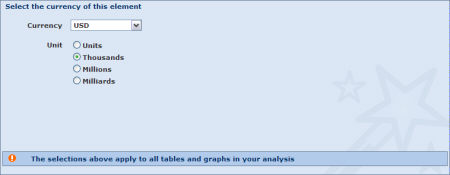 Select the currency of this element
Currency USD
Unit Units
Thousands
Millions
Milliards
The selections above apply to all tables and graphs in your analysis